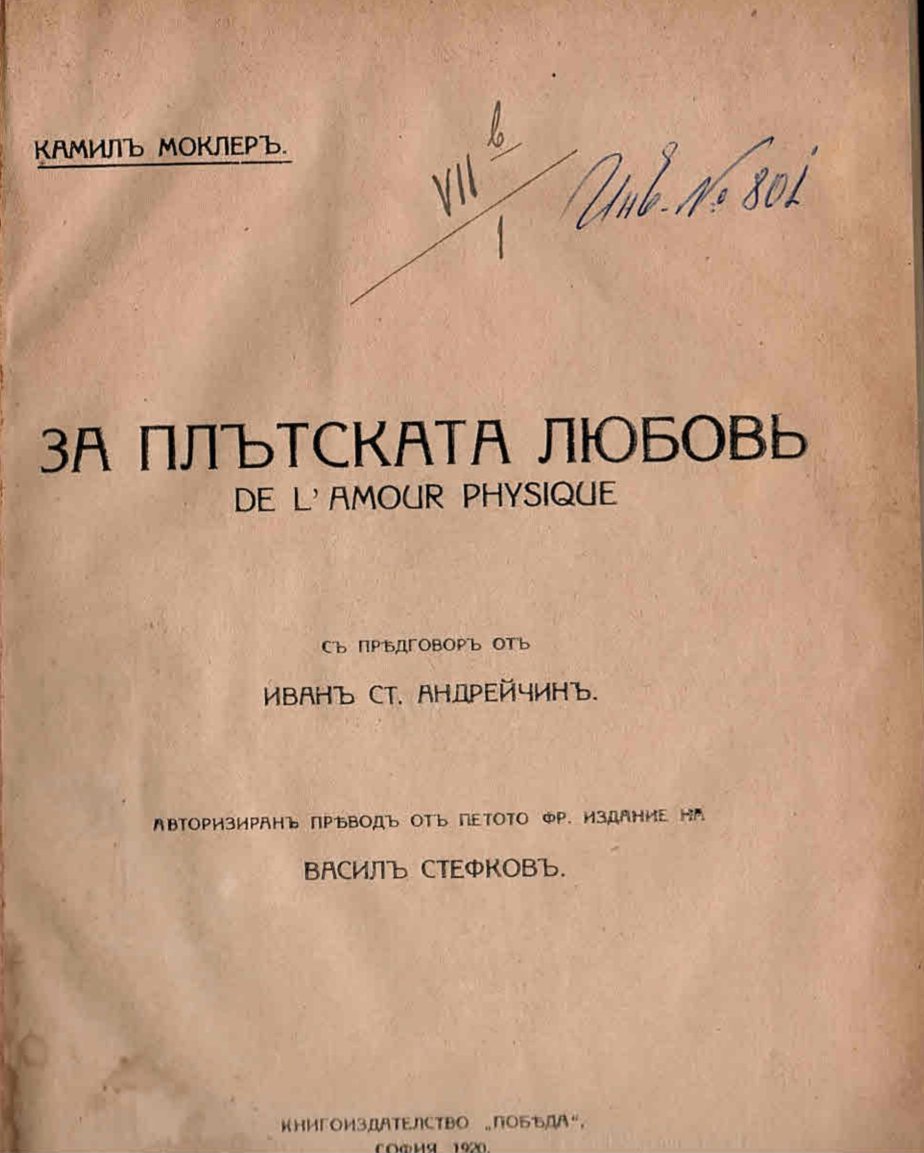 КАМИЛЪ МОКЛЕРЪ.
VII в
1
Инв. № 801
ЗА ПЛЪТСКАТА ЛЮБОВЬ
DE L' AMOUR PHYSIQUE
СЪ ПРѢДГОВОРЪ ОТЪ
ИВАНЪ СТ. АНДРЕЙЧИНЪ.
АВТОРИЗИРАНЪ ПРѢВОДЪ ОТЪ ПЕТОТО ФР. ИЗДАНИЕ НА
ВАСИЛЪ СТЕФКОВЪ.
КНИГОИЗДАТЕЛСТВО „ПОБѢДА“.
СОФИЯ 1920.